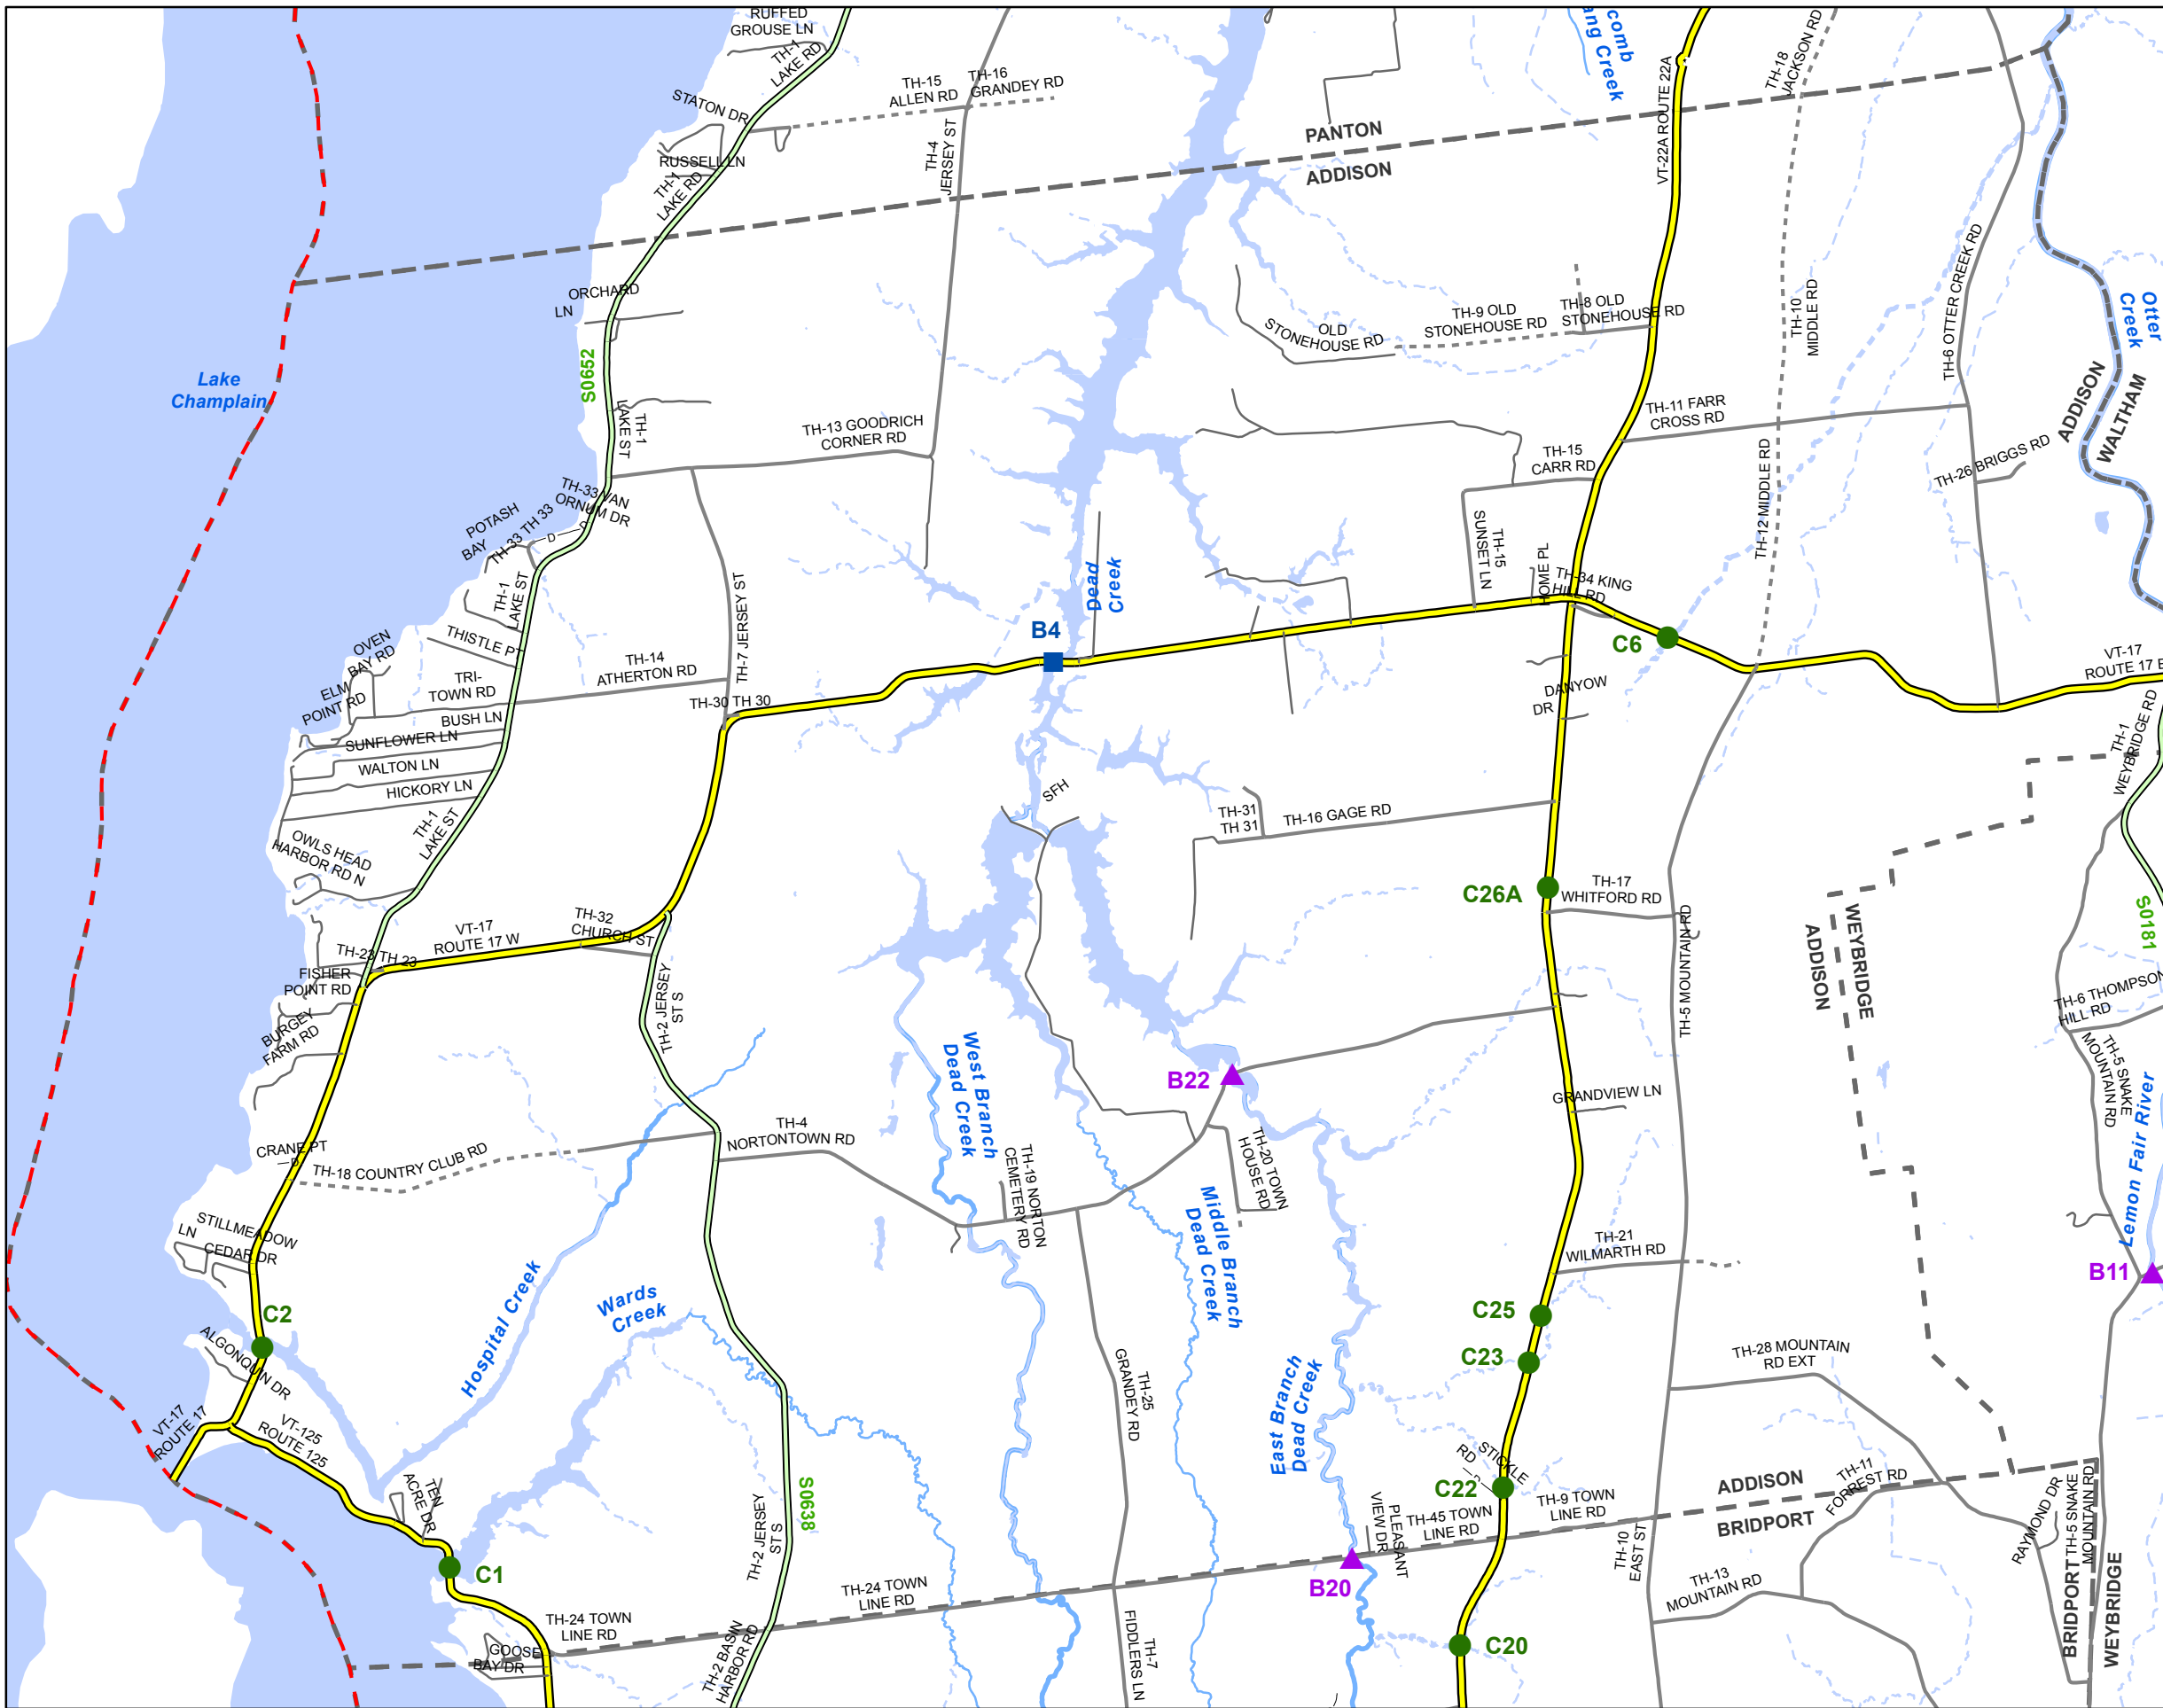 RUFFED
GROUSE LN
TH-1
LAKE RD
STATON DR
RUSSELL LN
TH-1
LAKE RD
TH-15
ALLEN RD
TH-16
GRANDEY RD
TH-4
JERSEY ST
comb
ang Creek
VT-22A ROUTE 22A
TH-18
JACKSON RD
PANTON
ADDISON
ORCHARD
LN
S0652
Lake
Champlain
TH-1
LAKE ST
TH-13 GOODRICH
CORNER RD
OLD
STONEHOUSE RD
TH-9 OLD
STONEHOUSE RD
TH-8 OLD
STONEHOUSE RD
TH-10
MIDDLE RD
TH-6 OTTER CREEK RD
Otter
Creek
ADDISON
WALTHAM
TH-11 FARR
CROSS RD
TH-15
CARR RD
TH-12 MIDDLE RD
TH-26 BRIGGS RD
TH-33 VAN
ORNUM DR
TH-33 TH 33
D
POTASH
BAY
TH-1
LAKE ST
THISTLE PT
OVEN
BAY RD
ELM
POINT RD
TRI-
TOWN RD
TH-14
ATHERTON RD
TH-7 JERSEY ST
TH-30 TH 30
BUSH LN
SUNFLOWER LN
WALTON LN
HICKORY LN
TH-1
LAKE ST
OWLS HEAD
HARBOR RD N
Dead
Creek
B4
TH-15
SUNSET LN
HOME PL
TH-34 KING
HILL RD
C6
VT-17
ROUTE 17 E
DANYOW
DR
TH-1
WEYBRIDGE RD
SFH
TH-31
TH 31
TH-16 GAGE RD
C26A
TH-17
WHITFORD RD
TH-5 MOUNTAIN RD
ADDISON
WEYBRIDGE
S0181
TH-6 THOMPSON
HILL RD
TH-5 SNAKE
MOUNTAIN RD
Lemon Fair River
B11
TH-32
CHURCH ST
VT-17
ROUTE 17 W
TH-23 TH 23
FISHER
POINT RD
BURGEY
FARM RD
TH-2 JERSEY
ST S
CRANE PT
D
TH-18 COUNTRY CLUB RD
TH-4
NORTONTOWN RD
West Branch
Dead Creek
TH-19 NORTON
CEMETERY RD
B22
TH-20 TOWN
HOUSE RD
Middle Branch
Dead Creek
GRANDVIEW LN
TH-21
WILMARTH RD
STILLMEADOW
LN
CEDAR DR
C2
ALGONQUIN DR
Hospital Creek
Wards
Creek
VT-17
ROUTE 17
VT-125
ROUTE 125
TEN
ACRE DR
C1
S0638
TH-2 JERSEY
ST S
TH-25
GRANDEY RD
East Branch
Dead Creek
C25
C23
TH-28 MOUNTAIN
RD EXT
STICKLE
RD
C22
PLEASANT
VIEW DR
TH-45 TOWN
LINE RD
TH-9 TOWN
LINE RD
ADDISON
BRIDPORT
TH-11
FORREST RD
TH-10
EAST ST
TH-13
MOUNTAIN RD
RAYMOND DR
TH-5 SNAKE
MOUNTAIN RD
BRIDPORT
WEYBRIDGE
B20
C20
TH-24 TOWN
LINE RD
TH-24 TOWN
LINE RD
GOOSE
BAY DR
TH-2 BASIN
HARBOR RD
TH-7
FIDDLERS LN